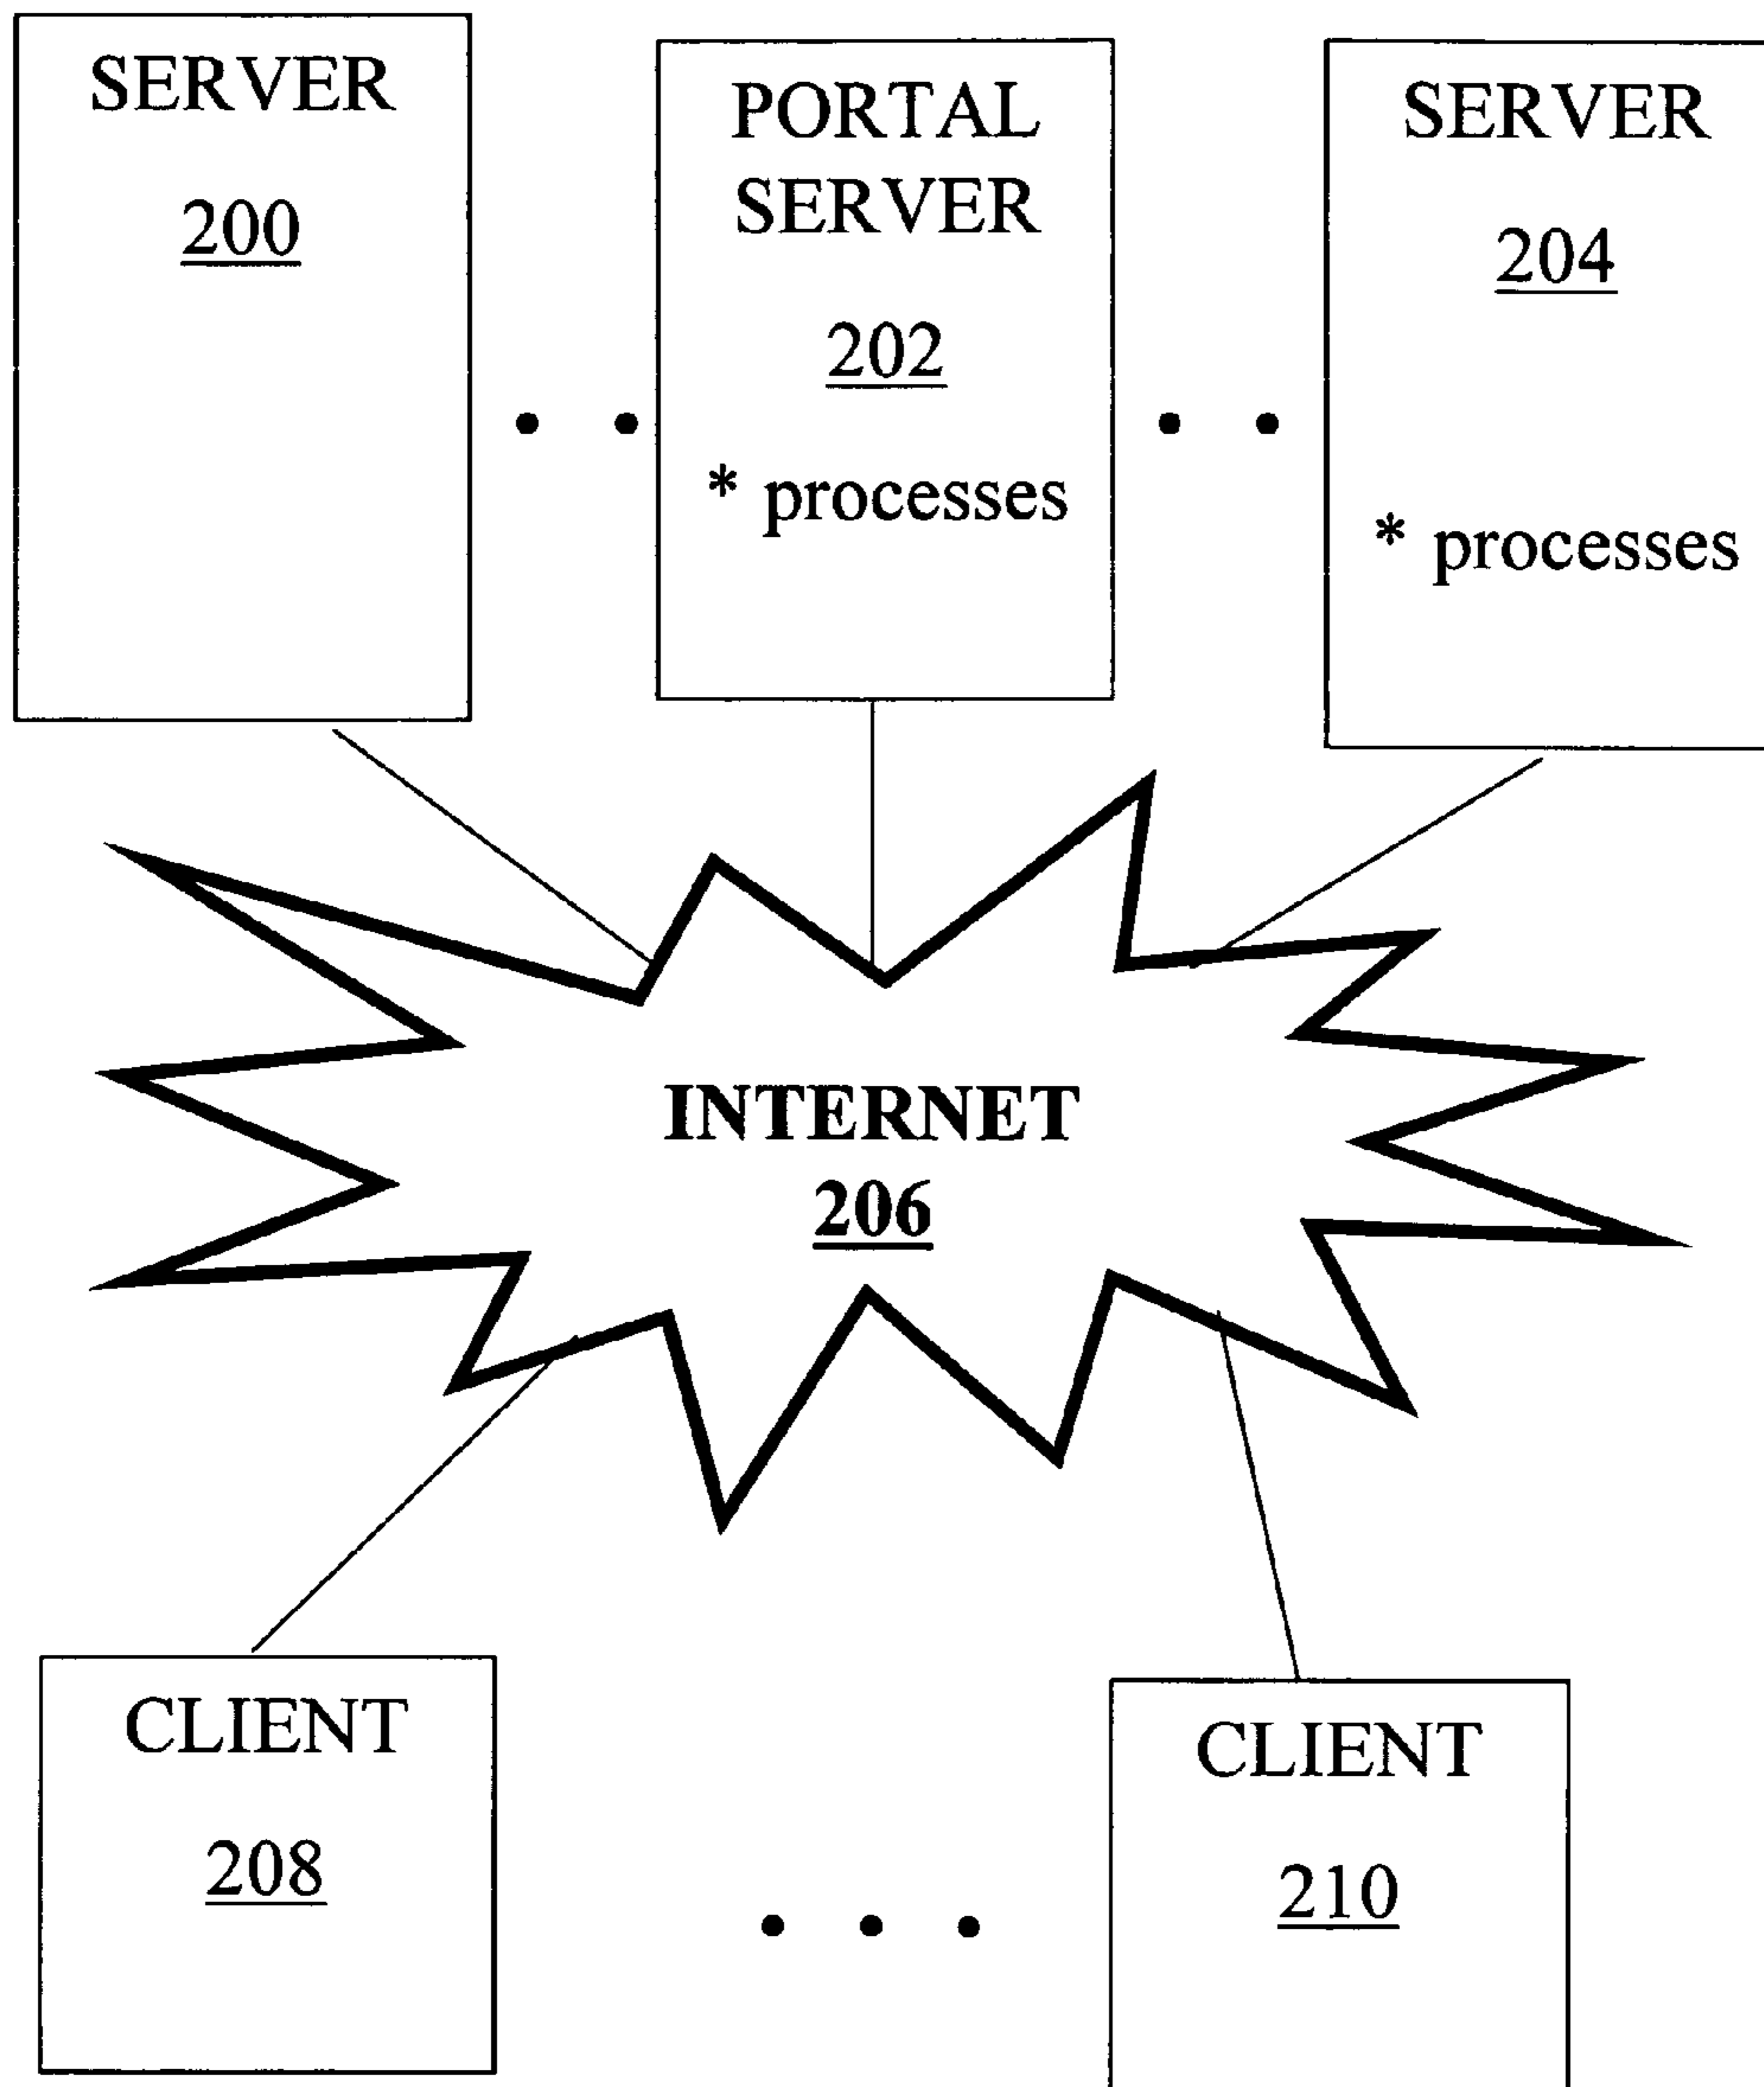 SERVER
200
PORTAL
SERVER
202
* processes
SERVER
204
* processes
INTERNET
206
CLIENT
208
CLIENT
210